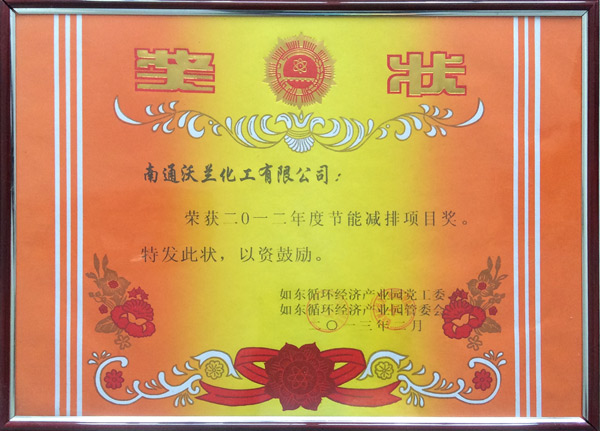 奖状
南通沃兰化工有限公司：
荣获二0一二年度节能减排项目奖。
特发此状，以资鼓励。
如东循环经济产业园党工委
如东循环经济产业园管委会
二〇一三年 月